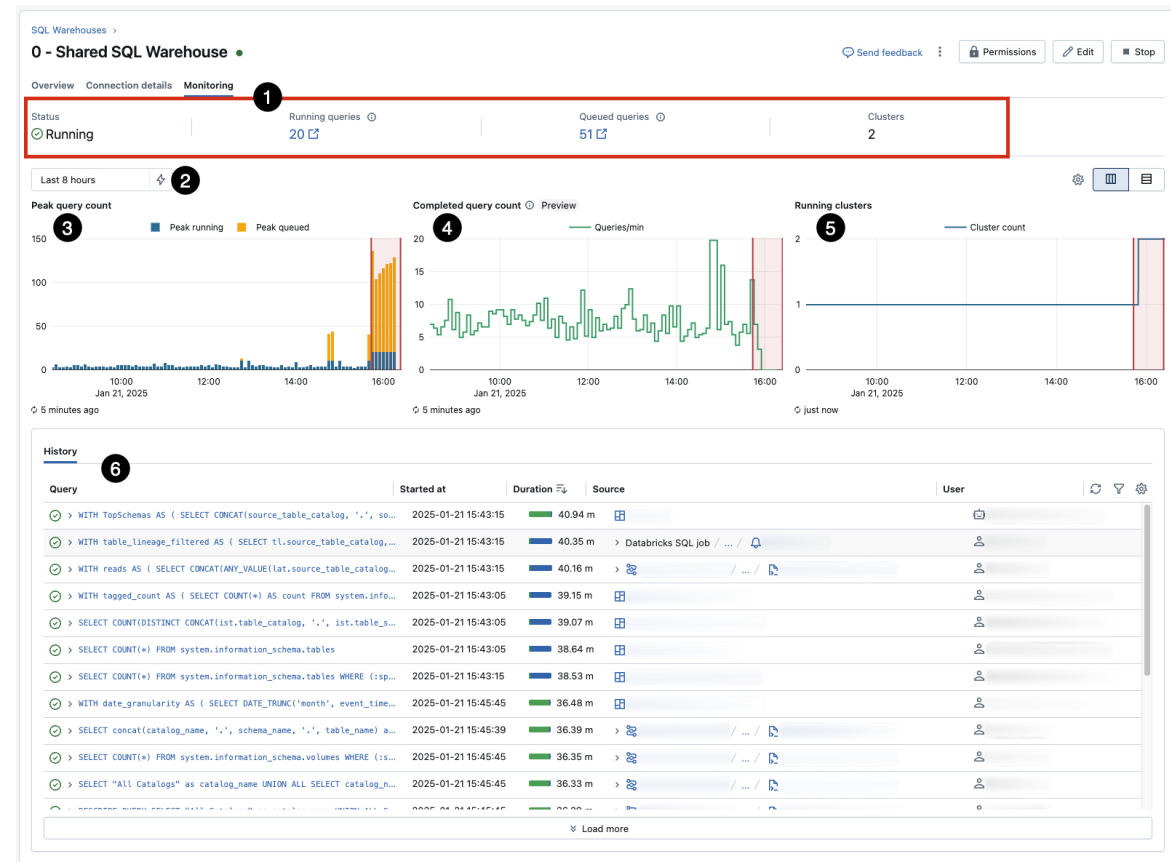 SQL Warehouses ›
0 - Shared SQL Warehouse
Send feedback Permissions Edit Stop
Overview Connection details Monitoring
1
Status Running queries Queued queries Clusters
Running 20 51 2
Last 8 hours 2
Peak query count Completed query count Preview Running clusters
3 4 5
Peak running Peak queued Queries/min Cluster count
150 20 2
15
100
10 1
50
5
0 0 0
10:00 12:00 14:00 16:00 10:00 12:00 14:00 16:00 10:00 12:00 14:00 16:00
Jan 21, 2025 Jan 21, 2025 Jan 21, 2025
5 minutes ago 5 minutes ago just now
History
6
Query Started at Duration Source User
> WITH TopSchemas AS ( SELECT CONCAT(source_table_catalog, '.', so... 2025-01-21 15:43:15 40.94 m
> WITH table_lineage_filtered AS ( SELECT tl.source_table_catalog,... 2025-01-21 15:43:15 40.35 m > Databricks SQL job / ... /
> WITH reads AS ( SELECT CONCAT(ANY_VALUE(lat.source_table_catalog... 2025-01-21 15:43:15 40.16 m > / ... /
> WITH tagged_count AS ( SELECT COUNT(*) AS count FROM system.info... 2025-01-21 15:43:05 39.15 m
> SELECT COUNT(DISTINCT CONCAT(ist.table_catalog, '.', ist.table_s... 2025-01-21 15:43:05 39.07 m
> SELECT COUNT(*) FROM system.information_schema.tables 2025-01-21 15:43:05 38.64 m
> SELECT COUNT(*) FROM system.information_schema.tables WHERE (:sp... 2025-01-21 15:43:15 38.53 m
> WITH date_granularity AS ( SELECT DATE_TRUNC('month', event_time... 2025-01-21 15:45:45 36.48 m
> SELECT concat(catalog_name, '.', schema_name, '.', table_name) a... 2025-01-21 15:45:39 36.39 m > / ... /
> SELECT COUNT(*) FROM system.information_schema.volumes WHERE (:s... 2025-01-21 15:45:45 36.35 m > / ... /
> SELECT "All Catalogs" as catalog_name UNION ALL SELECT catalog_n... 2025-01-21 15:45:45 36.33 m > / ... /
Load more